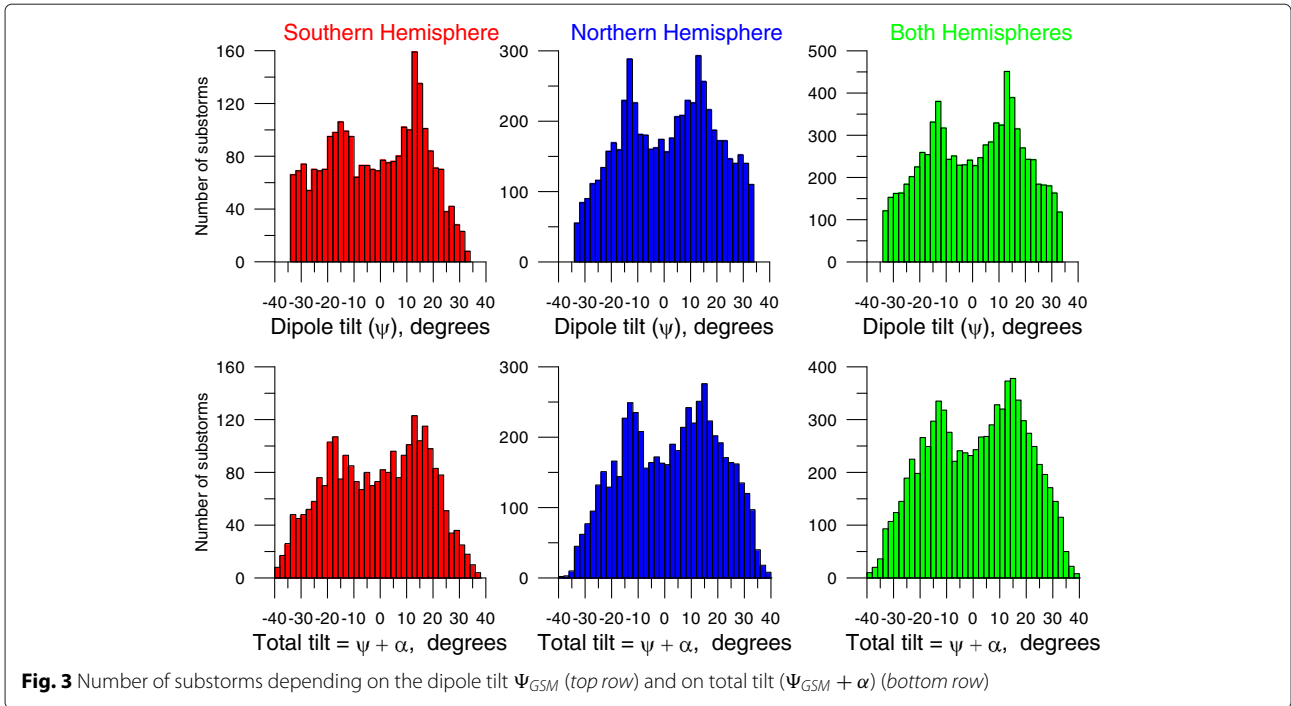 Southern Hemisphere Northern Hemisphere Both Hemispheres
Number of substorms
160
120
80
40
0
-40 -30 -20 -10 0 10 20 30 40
Dipole tilt (ψ), degrees
300
200
100
0
-40 -30 -20 -10 0 10 20 30 40
Dipole tilt (ψ), degrees
500
400
300
200
100
0
-40 -30 -20 -10 0 10 20 30 40
Dipole tilt (ψ), degrees
Number of substorms
160
120
80
40
0
-40 -30 -20 -10 0 10 20 30 40
Total tilt = ψ + α, degrees
300
200
100
0
-40 -30 -20 -10 0 10 20 30 40
Total tilt = ψ + α, degrees
400
300
200
100
0
-40 -30 -20 -10 0 10 20 30 40
Total tilt = ψ + α, degrees
Fig. 3 Number of substorms depending on the dipole tilt Ψ_GSM (top row) and on total tilt (Ψ_GSM + α) (bottom row)